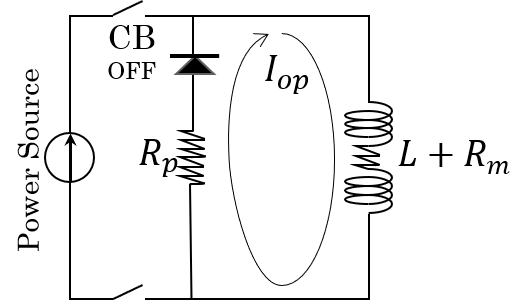 CB
OFF
I_op
Power Source
R_p
L + R_m